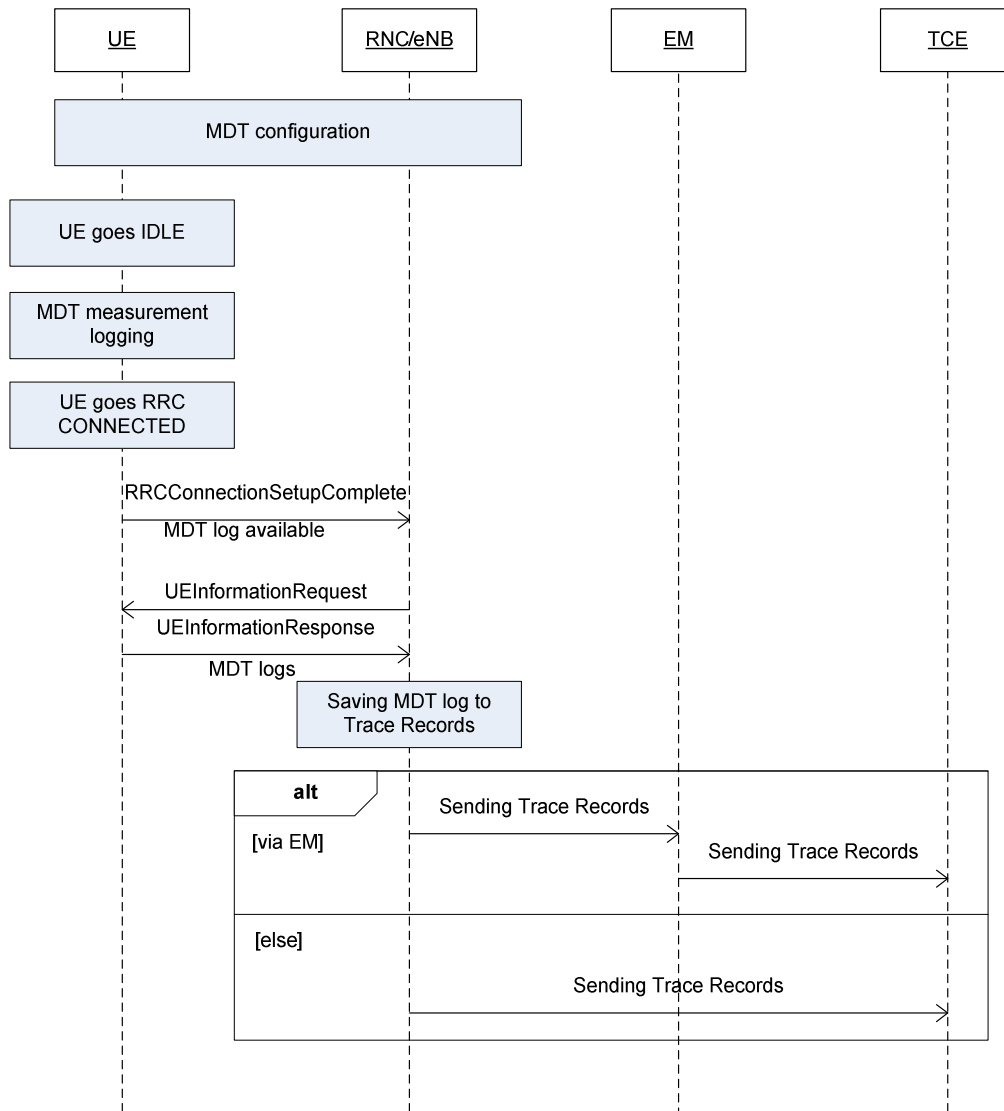 UE
RNC/eNB
EM
TCE
MDT configuration
UE goes IDLE
MDT measurement
logging
UE goes RRC
CONNECTED
RRCConnectionSetupComplete
MDT log available
UEInformationRequest
UEInformationResponse
MDT logs
Saving MDT log to
Trace Records
alt
Sending Trace Records
[via EM]
Sending Trace Records
[else]
Sending Trace Records